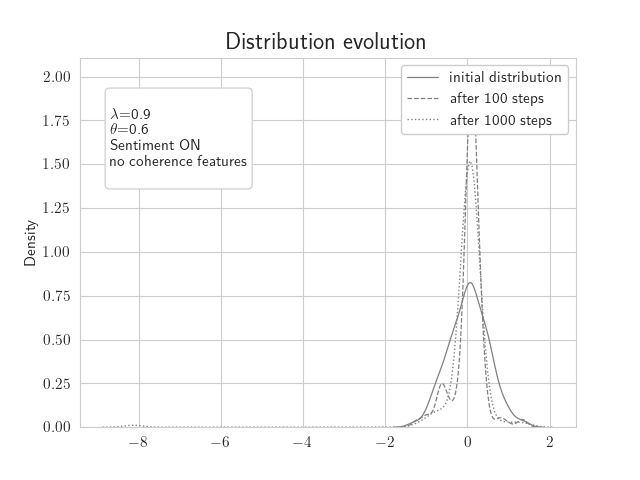 Distribution evolution
2.00
1.75
1.50
1.25
1.00
0.75
0.50
0.25
0.00
Density
λ=0.9
θ=0.6
Sentiment ON
no coherence features
initial distribution
after 100 steps
after 1000 steps
−8
−6
−4
−2
0
2